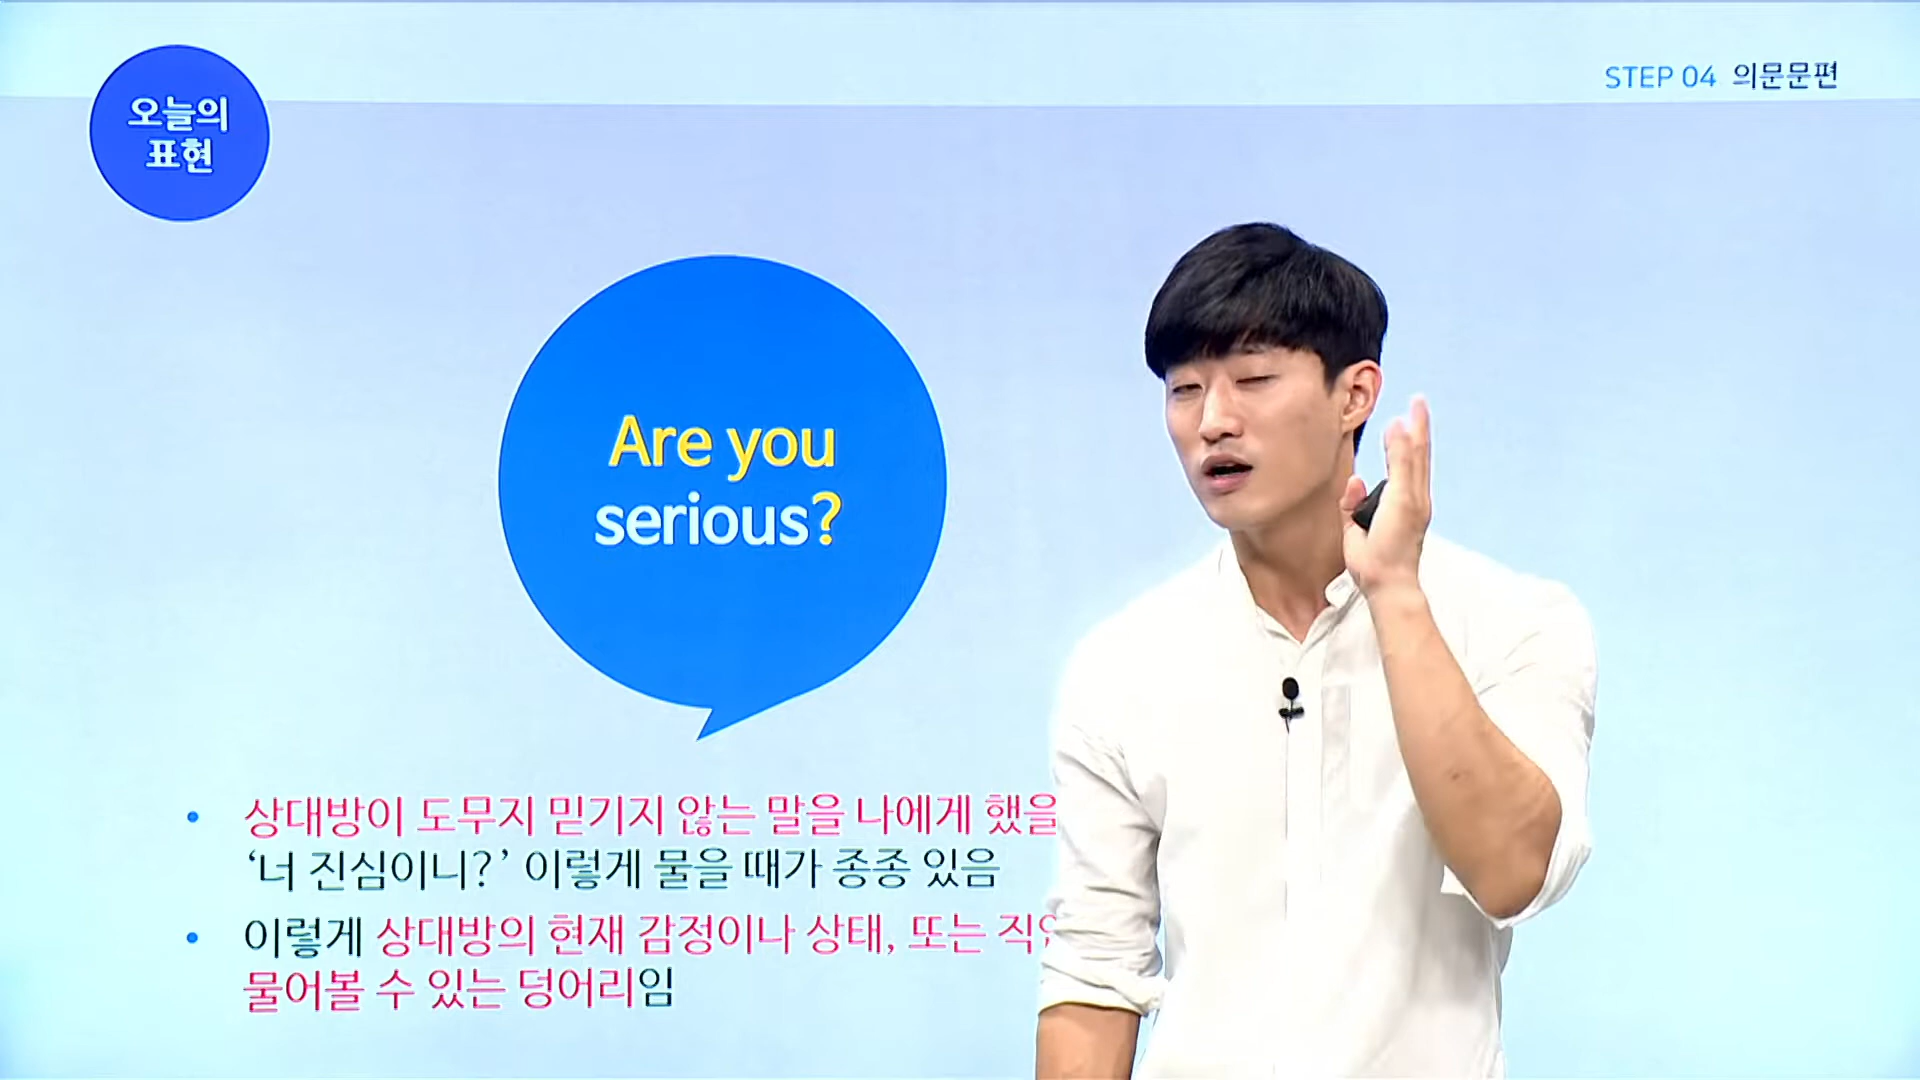 오늘의
표현
STEP 04 의문문편
Are you
serious?
• 상대방이 도무지 믿기지 않는 말을 나에게 했을
‘너 진심이니?’ 이렇게 물을 때가 종종 있음
• 이렇게 상대방의 현재 감정이나 상태, 또는
물어볼 수 있는 덩어리임